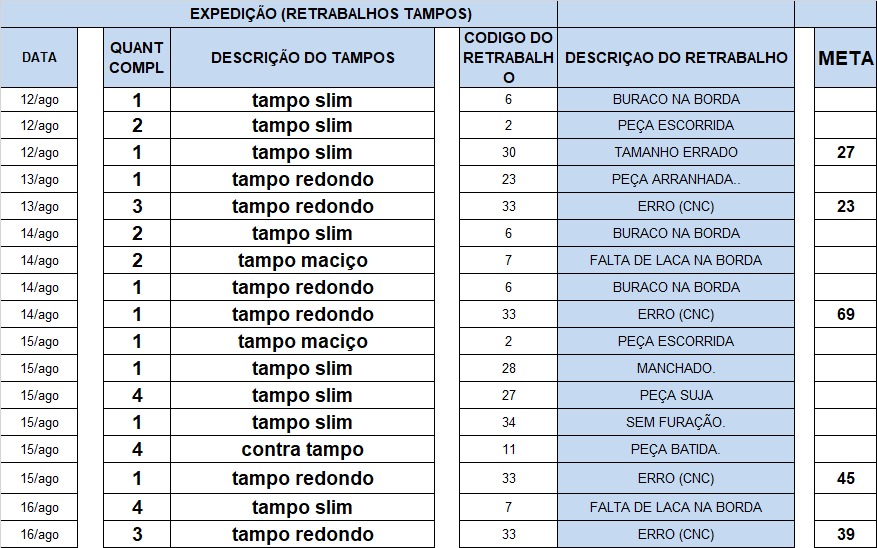 EXPEDIÇÃO (RETRABALHOS TAMPOS)
DATA QUANT COMPL DESCRIÇÃO DO TAMPOS CODIGO DO RETRABALHO DESCRIÇAO DO RETRABALHO META
12/ago 1 tampo slim 6 BURACO NA BORDA
12/ago 2 tampo slim 2 PEÇA ESCORRIDA
12/ago 1 tampo slim 30 TAMANHO ERRADO 27
13/ago 1 tampo redondo 23 PEÇA ARRANHADA..
13/ago 3 tampo redondo 33 ERRO (CNC) 23
14/ago 2 tampo slim 6 BURACO NA BORDA
14/ago 2 tampo maciço 7 FALTA DE LACA NA BORDA
14/ago 1 tampo redondo 6 BURACO NA BORDA
14/ago 1 tampo redondo 33 ERRO (CNC) 69
15/ago 1 tampo maciço 2 PEÇA ESCORRIDA
15/ago 1 tampo slim 28 MANCHADO.
15/ago 4 tampo slim 27 PEÇA SUJA
15/ago 1 tampo slim 34 SEM FURAÇÃO.
15/ago 4 contra tampo 11 PEÇA BATIDA.
15/ago 1 tampo redondo 33 ERRO (CNC) 45
16/ago 4 tampo slim 7 FALTA DE LACA NA BORDA
16/ago 3 tampo redondo 33 ERRO (CNC) 39